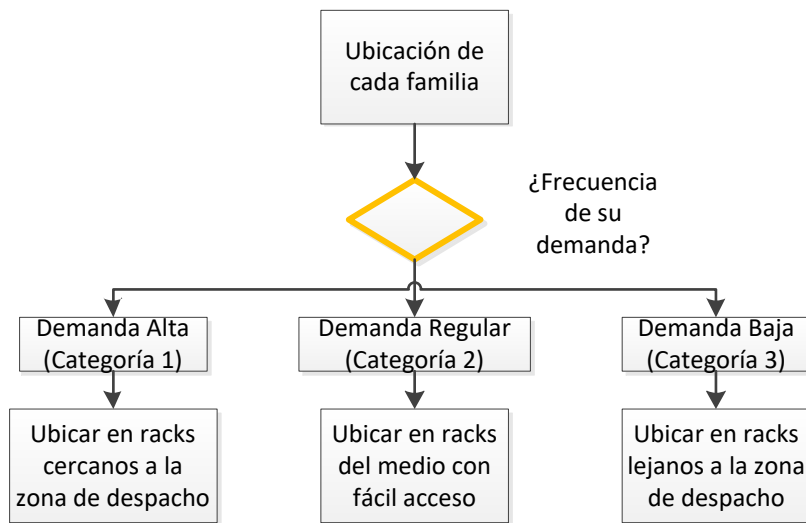 Ubicación de
cada familia
¿Frecuencia
de su
demanda?
Demanda Alta
(Categoría 1)
Demanda Regular
(Categoría 2)
Demanda Baja
(Categoría 3)
Ubicar en racks
cercanos a la
zona de despacho
Ubicar en racks
del medio con
fácil acceso
Ubicar en racks
lejanos a la zona
de despacho